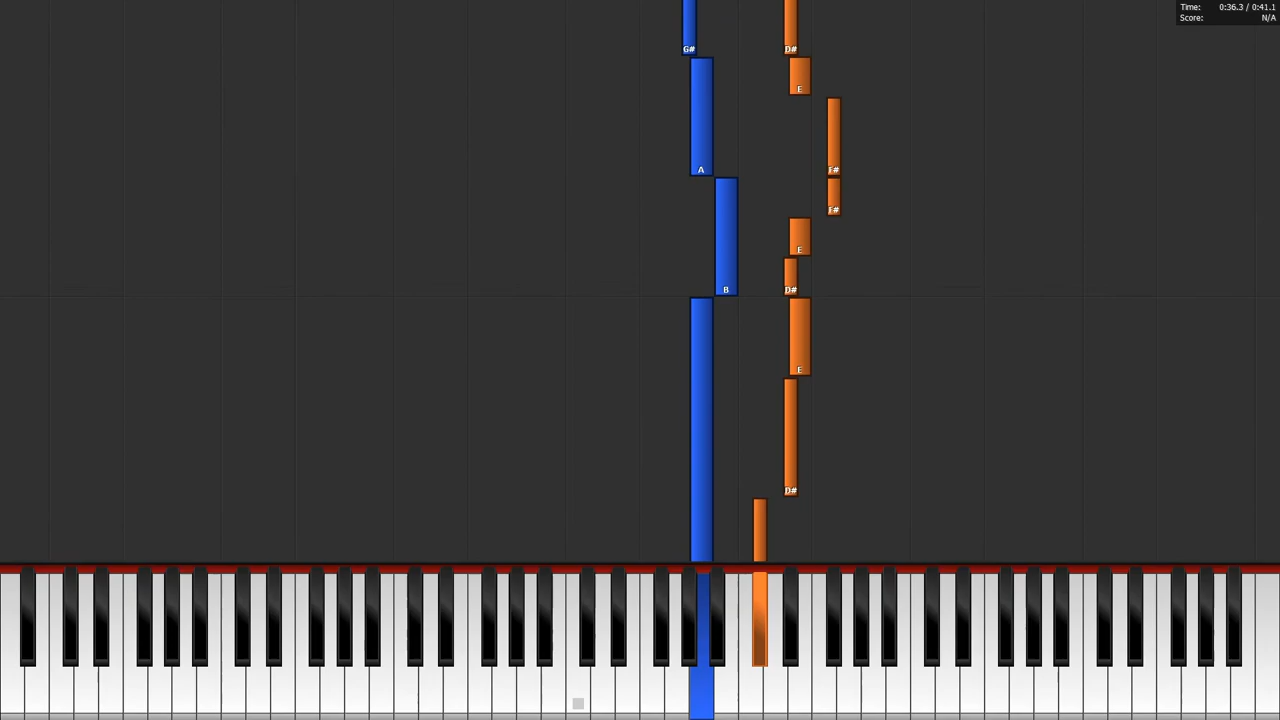 Time: 0:36.3 / 0:41.1
Score: N/A
G# D#
E
A F#
F#
E
B D#
E
D#